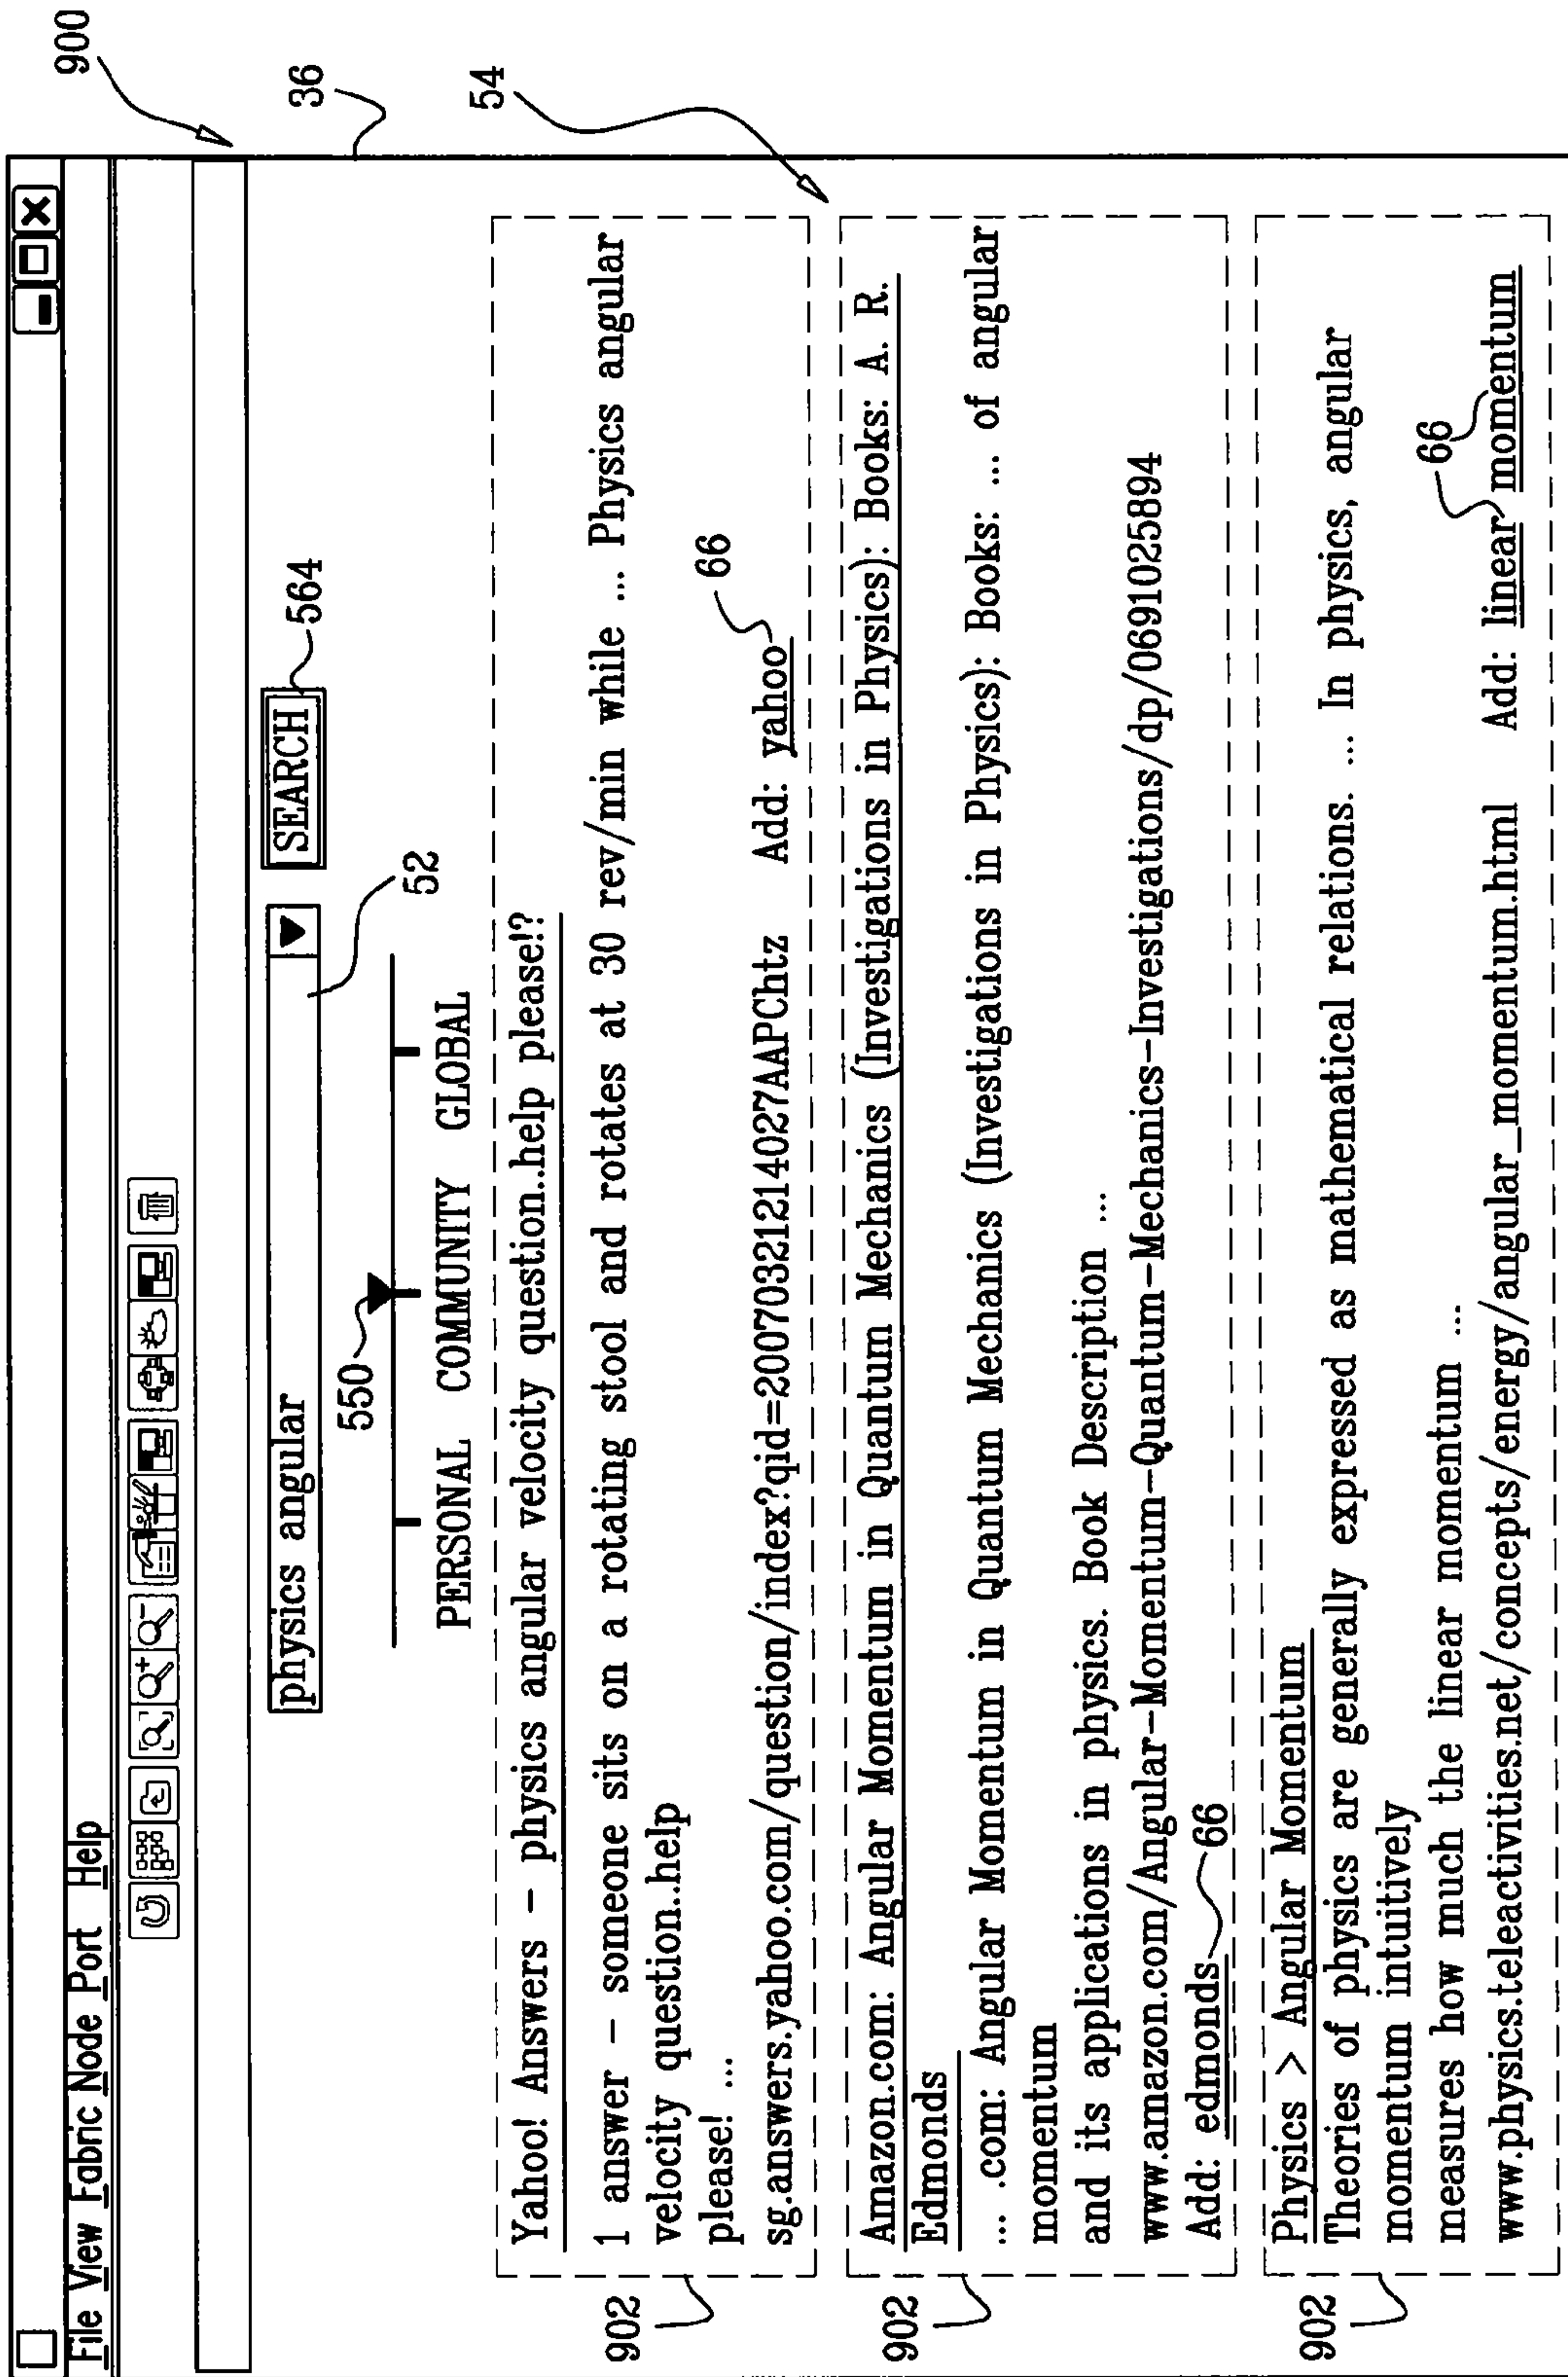 900
File View Fabric Node Port Help
36
physics angular
SEARCH
564
52
550
PERSONAL COMMUNITY GLOBAL
54
902
Yahoo! Answers - physics angular velocity question..help please!?
1 answer - someone sits on a rotating stool and rotates at 30 rev/min while ... Physics angular
velocity question..help
please! ...
sg.answers.yahoo.com/question/index?qid=20070321214027AAPChtz Add: yahoo
66
902
Amazon.com: Angular Momentum in Quantum Mechanics (Investigations in Physics): Books: A. R.
Edmonds
... .com: Angular Momentum in Quantum Mechanics (Investigations in Physics): Books: ... of angular
momentum
and its applications in physics. Book Description ...
www.amazon.com/Angular-Momentum-Quantum-Mechanics-Investigations/dp/0691025894
Add: edmonds
66
902
Physics > Angular Momentum
Theories of physics are generally expressed as mathematical relations. ... In physics, angular
momentum intuitively
measures how much the linear momentum ...
www.physics.teleactivities.net/concepts/energy/angular_momentum.html Add: linear momentum
66